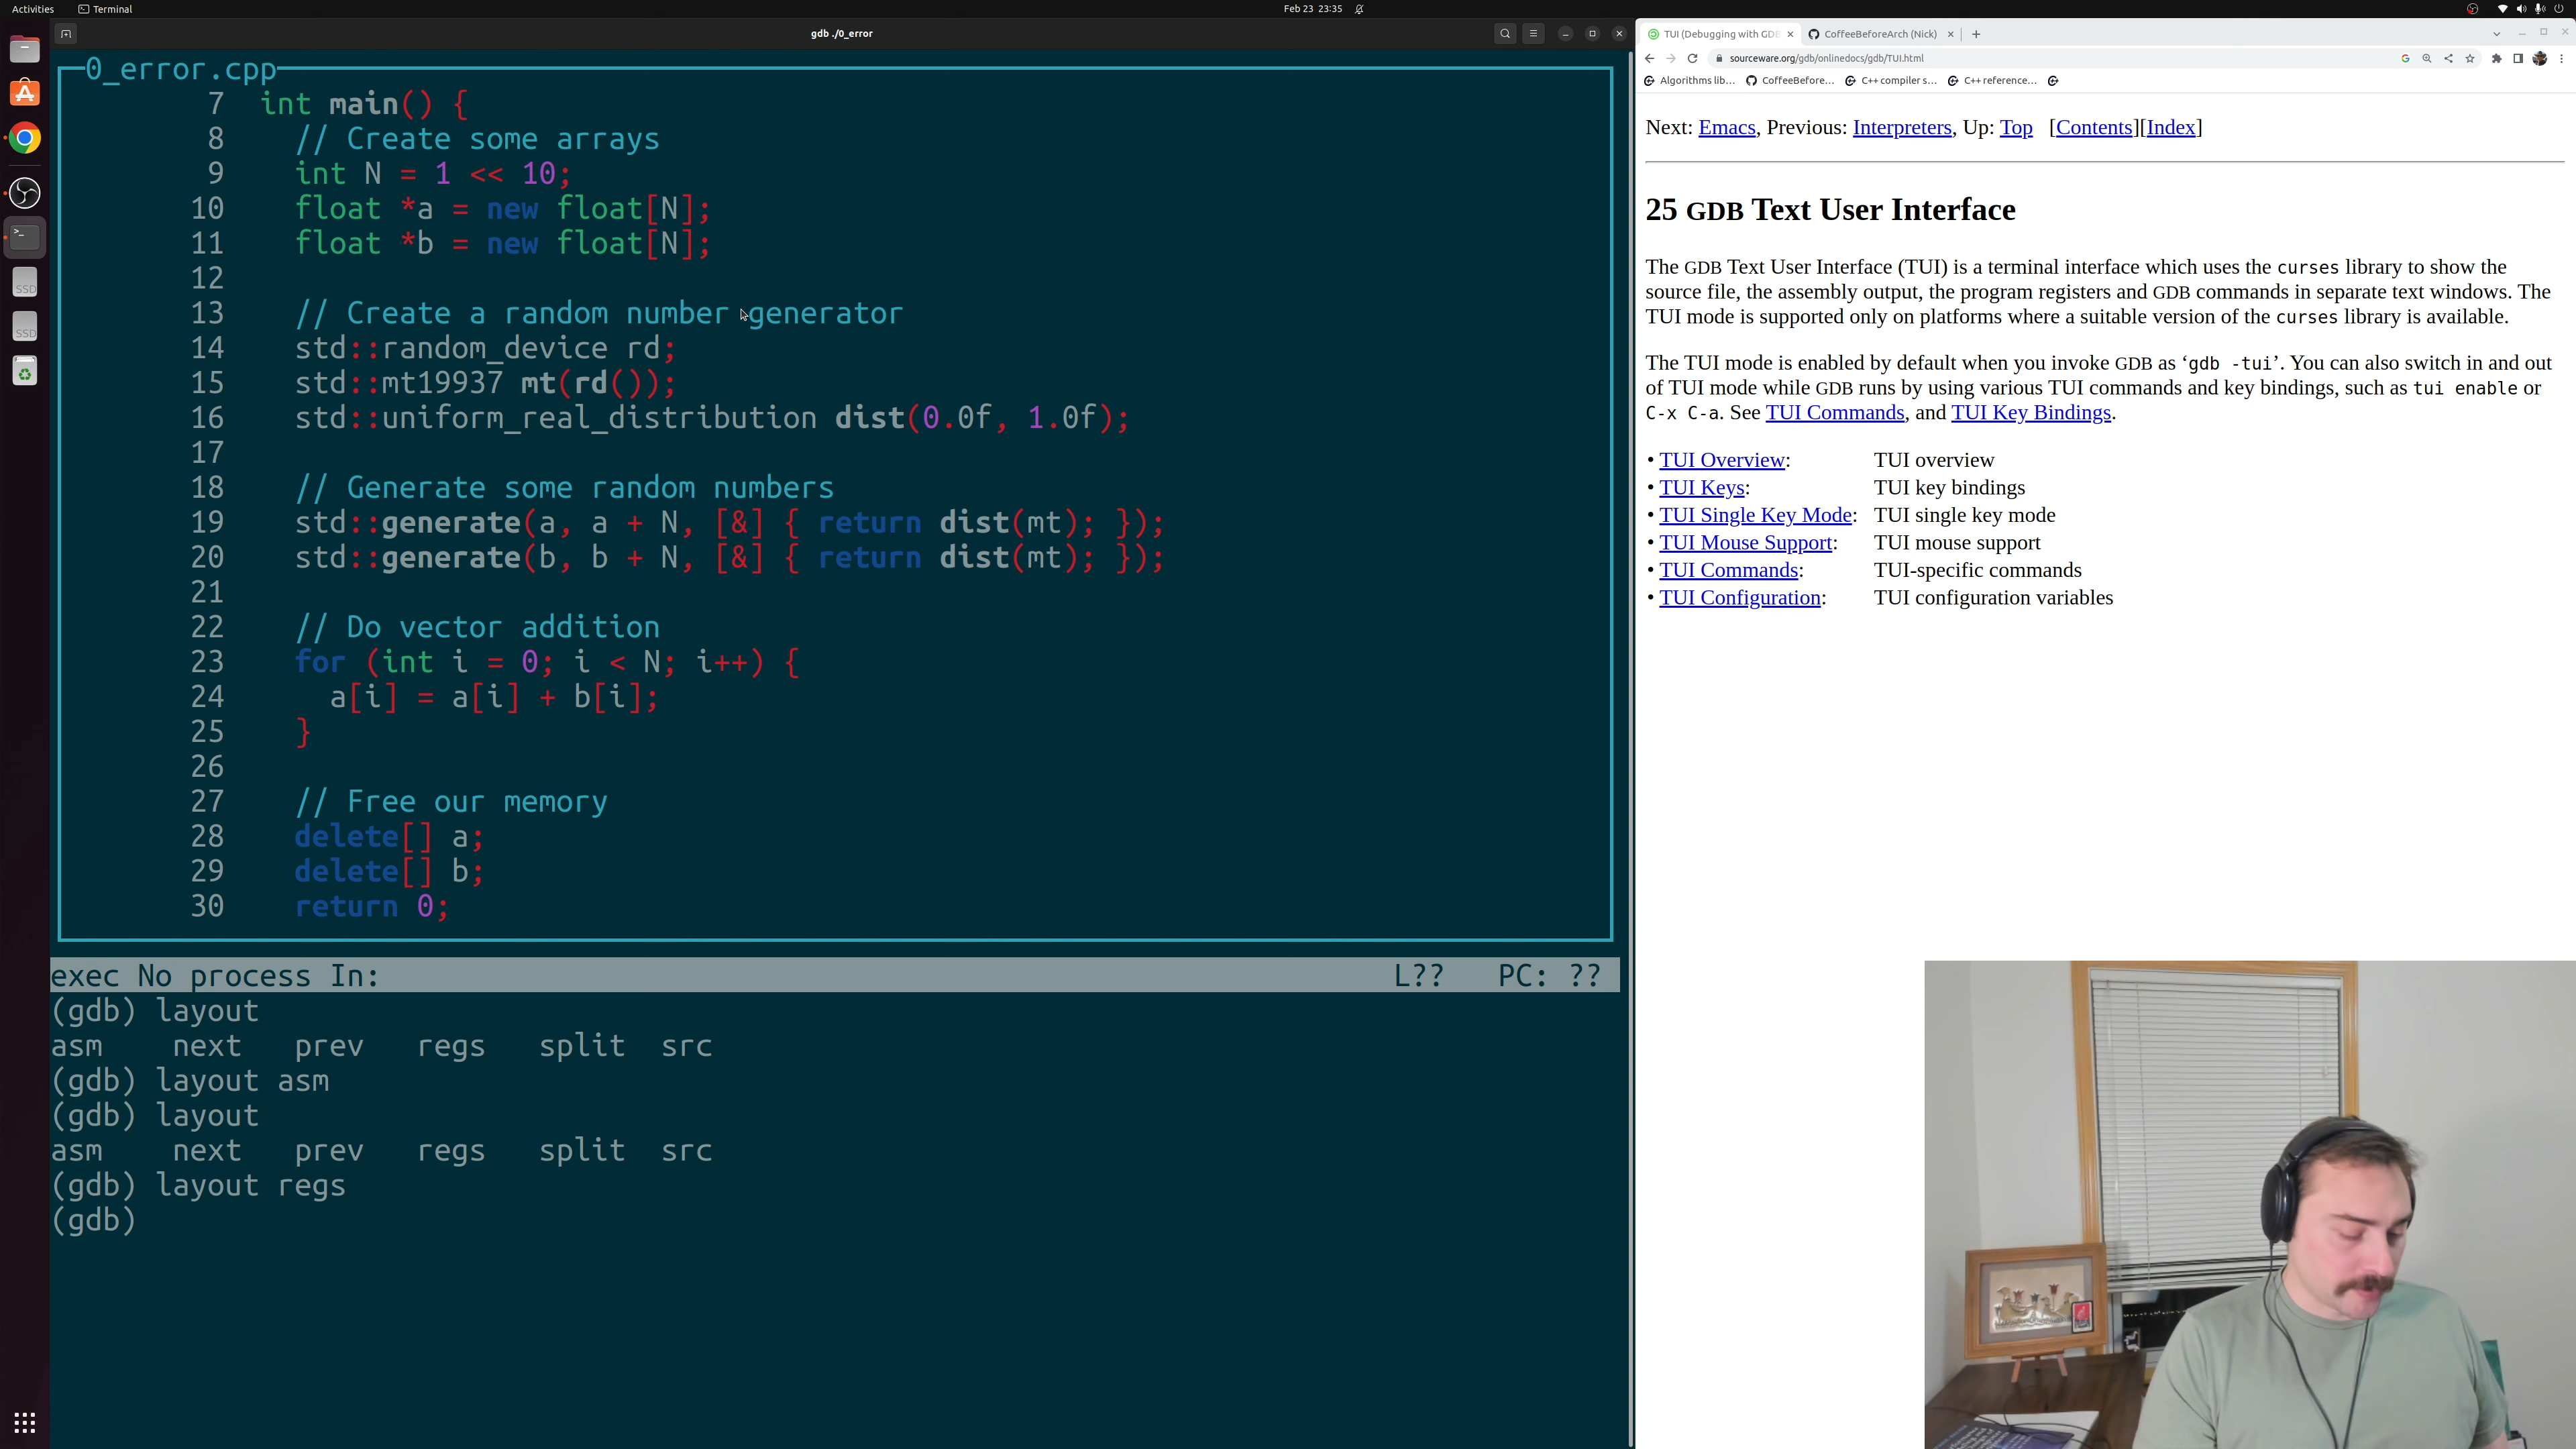 Activities
Terminal
Feb 23 23:35
gdb ./0_error
0_error.cpp
7 int main() {
8 // Create some arrays
9 int N = 1 << 10;
10 float *a = new float[N];
11 float *b = new float[N];
12
13 // Create a random number generator
14 std::random_device rd;
15 std::mt19937 mt(rd());
16 std::uniform_real_distribution dist(0.0f, 1.0f);
17
18 // Generate some random numbers
19 std::generate(a, a + N, [&] { return dist(mt); });
20 std::generate(b, b + N, [&] { return dist(mt); });
21
22 // Do vector addition
23 for (int i = 0; i < N; i++) {
24 a[i] = a[i] + b[i];
25 }
26
27 // Free our memory
28 delete[] a;
29 delete[] b;
30 return 0;
exec No process In: L?? PC: ??
(gdb) layout
asm next prev regs split src
(gdb) layout asm
(gdb) layout
asm next prev regs split src
(gdb) layout regs
(gdb)
SSD
SSD
TUI (Debugging with GDB
CoffeeBeforeArch (Nick)
sourceware.org/gdb/onlinedocs/gdb/TUI.html
Algorithms lib… CoffeeBefore… C++ compiler s… C++ reference…
Next: Emacs, Previous: Interpreters, Up: Top [Contents][Index]
25 GDB Text User Interface
The GDB Text User Interface (TUI) is a terminal interface which uses the curses library to show the
source file, the assembly output, the program registers and GDB commands in separate text windows. The
TUI mode is supported only on platforms where a suitable version of the curses library is available.
The TUI mode is enabled by default when you invoke GDB as ‘gdb -tui’. You can also switch in and out
of TUI mode while GDB runs by using various TUI commands and key bindings, such as tui enable or
C-x C-a. See TUI Commands, and TUI Key Bindings.
• TUI Overview: TUI overview
• TUI Keys: TUI key bindings
• TUI Single Key Mode: TUI single key mode
• TUI Mouse Support: TUI mouse support
• TUI Commands: TUI-specific commands
• TUI Configuration: TUI configuration variables